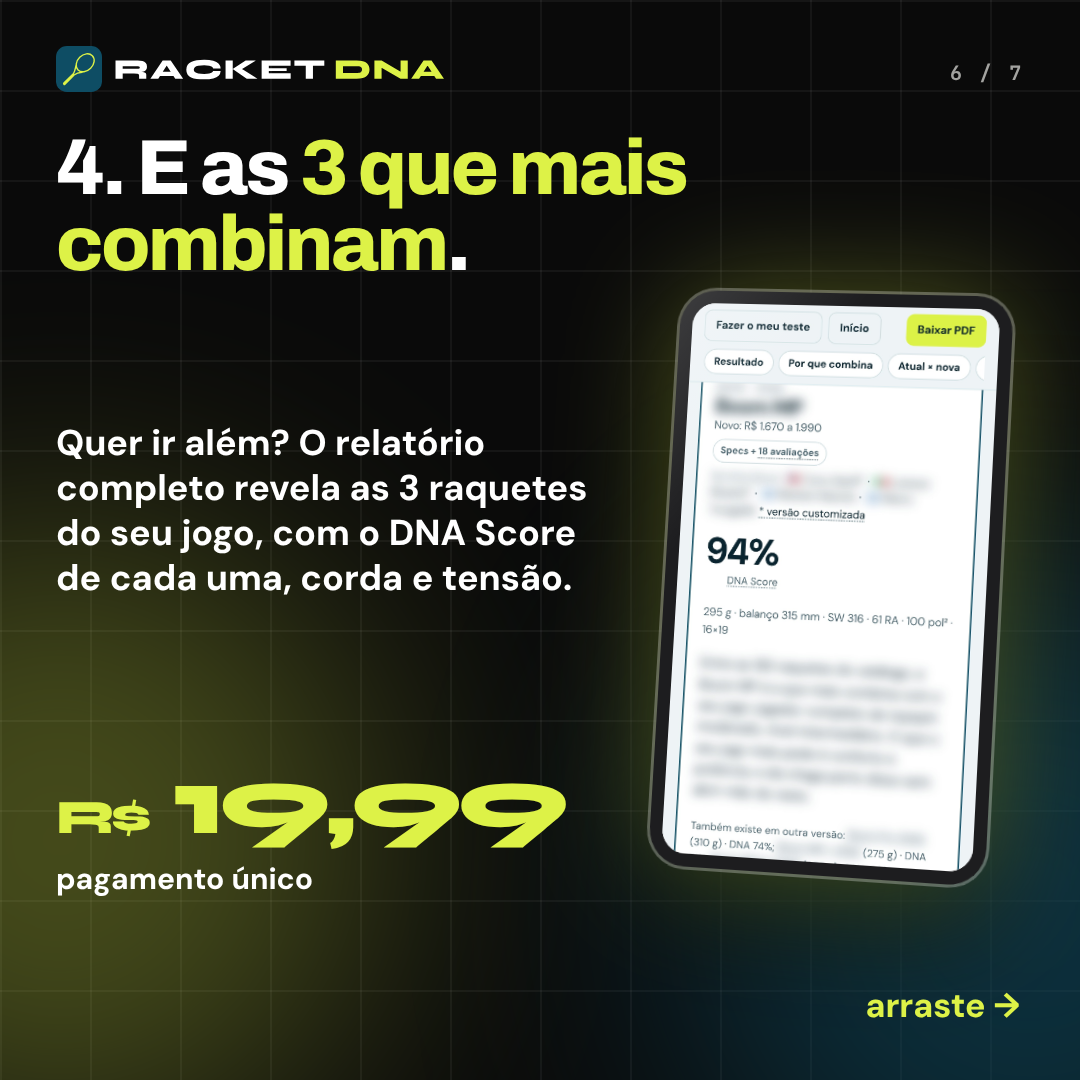 RACKET DNA
6 / 7
4. E as 3 que mais
combinam.
Quer ir além? O relatório
completo revela as 3 raquetes
do seu jogo, com o DNA Score
de cada uma, corda e tensão.
R$ 19,99
pagamento único
Fazer o meu teste
Início
Baixar PDF
Resultado
Por que combina
Atual × nova
Novo: R$ 1.670 a 1.990
Specs + 18 avaliações
* versão customizada
94%
DNA Score
295 g · balanço 315 mm · SW 316 · 61 RA · 100 pol² ·
16×19
Também existe em outra versão:
(310 g) · DNA 74%; (275 g) · DNA
arraste →